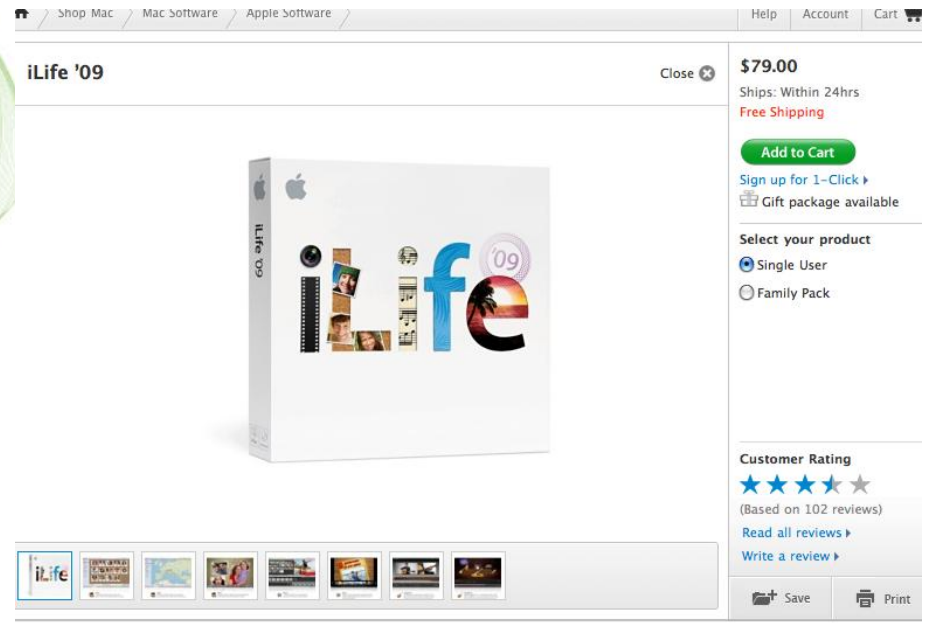 Shop Mac
Mac Software
Apple Software
Help
Account
Cart
iLife '09
Close
iLife '09
'09
iLife
$79.00
Ships: Within 24hrs
Free Shipping
Add to Cart
Sign up for 1-Click
Gift package available
Select your product
Single User
Family Pack
Customer Rating
(Based on 102 reviews)
Read all reviews
Write a review
iLife
Save
Print